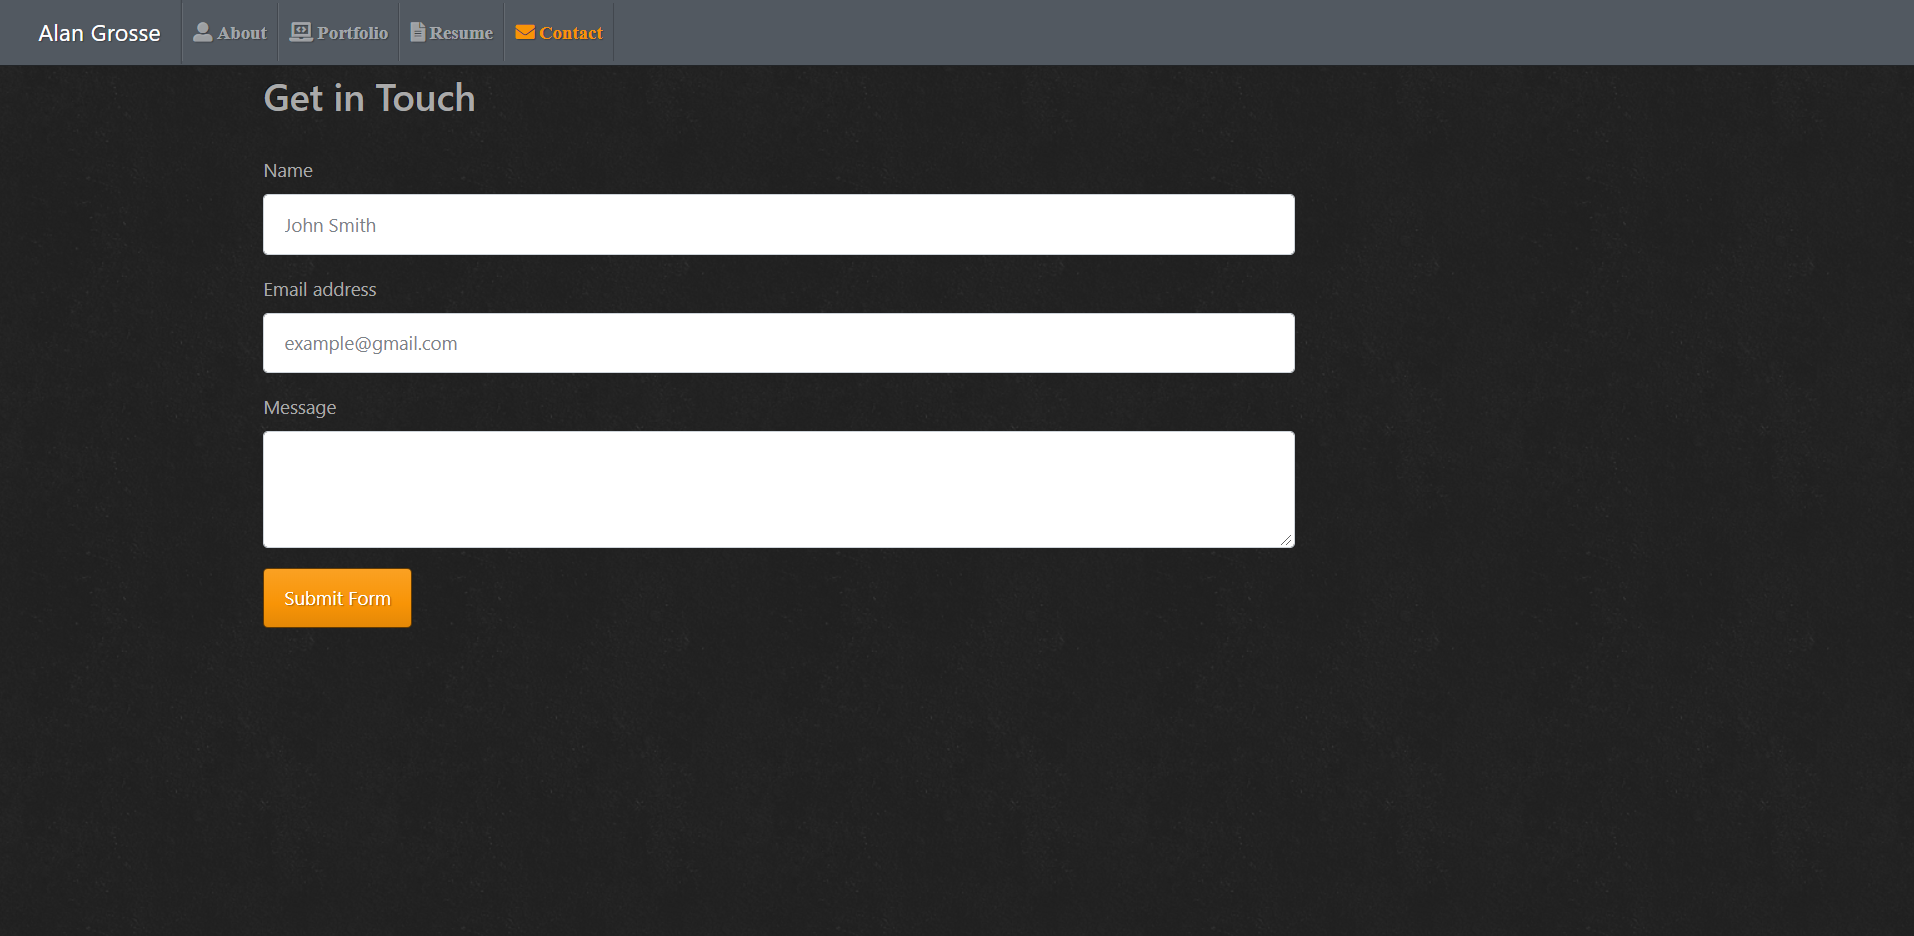 Alan Grosse About Portfolio Resume Contact
Get in Touch
Name
John Smith
Email address
example@gmail.com
Message
Submit Form